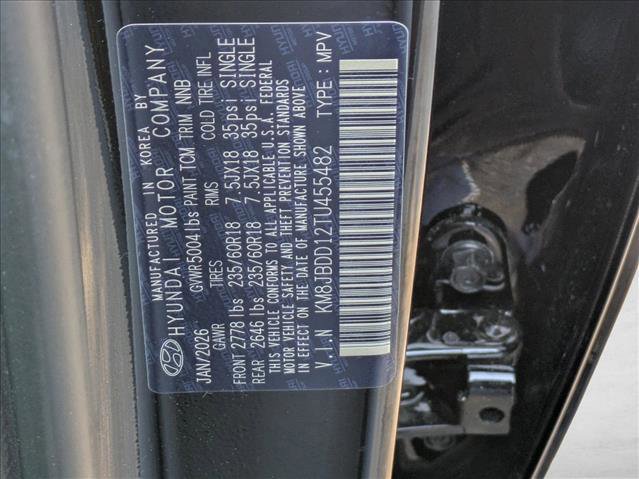 MANUFACTURED IN KOREA BY
HYUNDAI MOTOR COMPANY
JAN/2026 GVWR 5004 lbs PAINT TCM TRIM NNB
GAWR TIRES RIMS COLD TIRE INFL
FRONT 2778 lbs 235/60R18 7.5JX18 35psi SINGLE
REAR 2646 lbs 235/60R18 7.5JX18 35psi SINGLE
THIS VEHICLE CONFORMS TO ALL APPLICABLE U.S.A. FEDERAL
MOTOR VEHICLE SAFETY AND THEFT PREVENTION STANDARDS
IN EFFECT ON THE DATE OF MANUFACTURE SHOWN ABOVE
V.I.N KM8JBDD12TU455482 TYPE : MPV